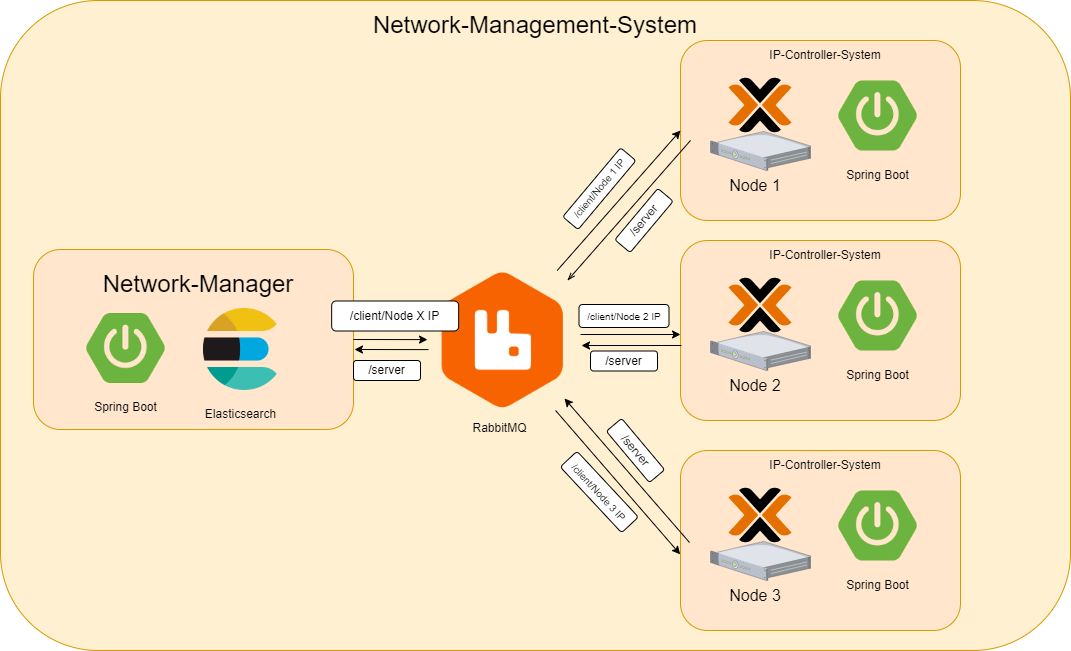 Network-Management-System
IP-Controller-System
Node 1
Spring Boot
/client/Node 1 IP
/server
Network-Manager
Spring Boot
Elasticsearch
/client/Node X IP
/server
RabbitMQ
/client/Node 2 IP
/server
IP-Controller-System
Node 2
Spring Boot
/server
/client/Node 3 IP
IP-Controller-System
Node 3
Spring Boot